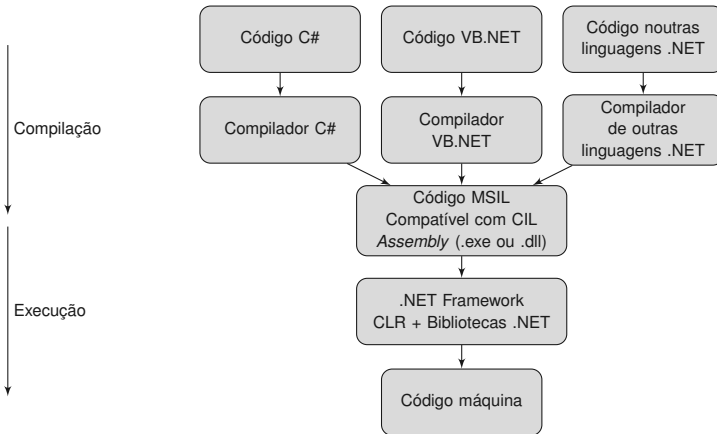 Código C#
Código VB.NET
Código noutras
linguagens .NET
Compilação
Compilador C#
Compilador
VB.NET
Compilador
de outras
linguagens .NET
Código MSIL
Compatível com CIL
Assembly (.exe ou .dll)
Execução
.NET Framework
CLR + Bibliotecas .NET
Código máquina